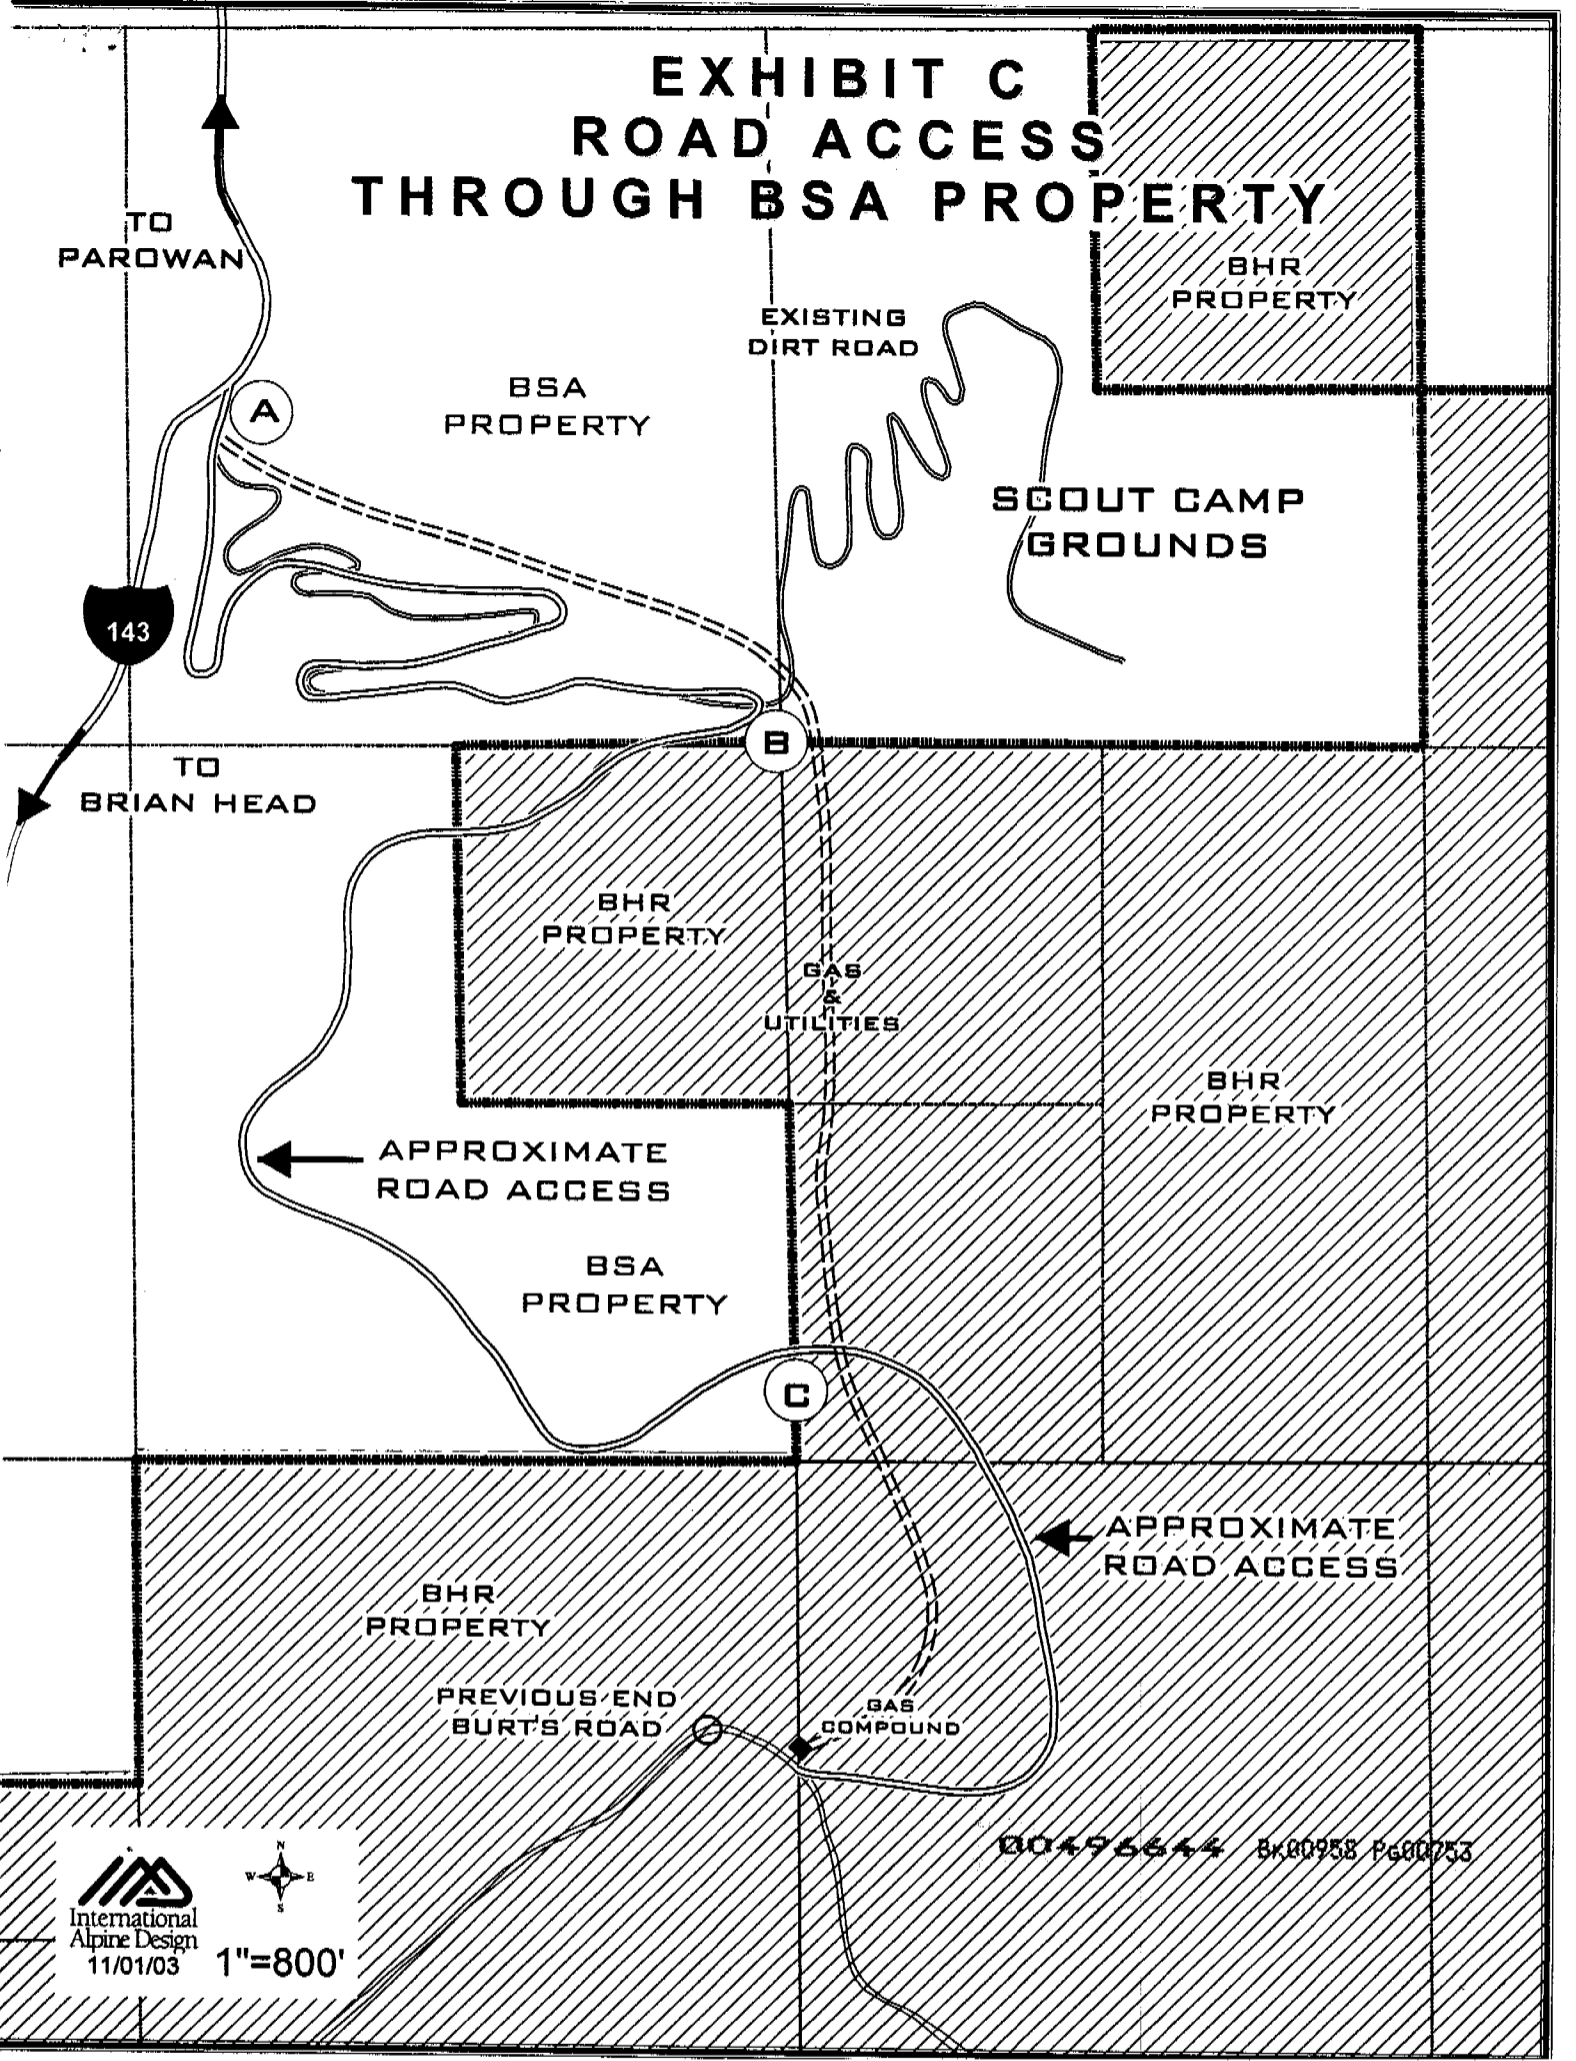 EXHIBIT C
ROAD ACCESS
THROUGH BSA PROPERTY
TO
PAROWAN
BHR
PROPERTY
EXISTING
DIRT ROAD
BSA
PROPERTY
A
SCOUT CAMP
GROUNDS
143
B
TO
BRIAN HEAD
BHR
PROPERTY
GAS
&
UTILITIES
BHR
PROPERTY
APPROXIMATE
ROAD ACCESS
BSA
PROPERTY
C
APPROXIMATE
ROAD ACCESS
BHR
PROPERTY
PREVIOUS END
BURT'S ROAD
GAS
COMPOUND
00496644 BK00958 PG00753
N
W E
S
International
Alpine Design
11/01/03
1"=800'